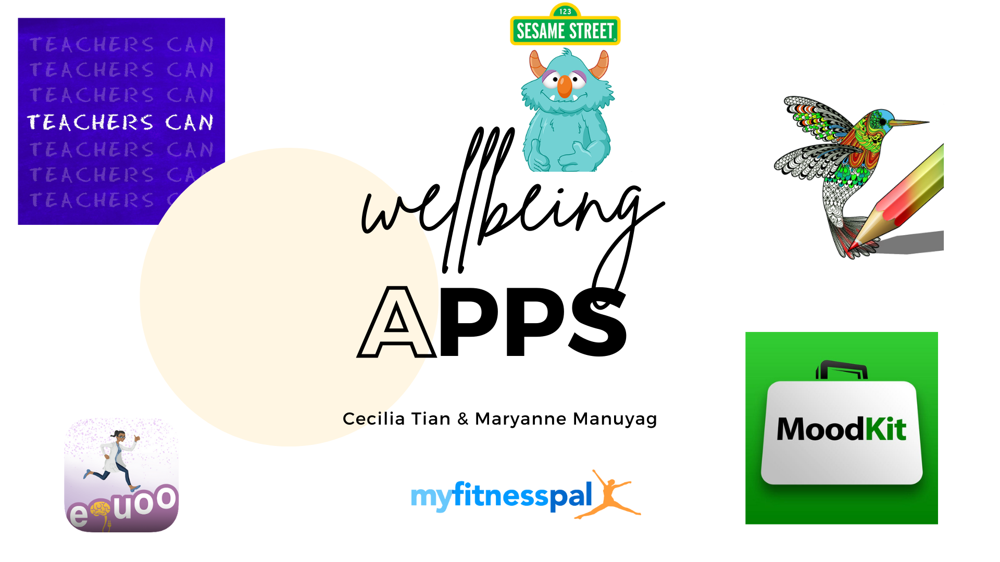 TEACHERS CAN
TEACHERS CAN
TEACHERS CAN
TEACHERS CAN
TEACHERS CAN
TEACHERS CAN
TEACHERS C
123
SESAME STREET
wellbeing
APPS
Cecilia Tian & Maryanne Manuyag
equoo
myfitnesspal
MoodKit